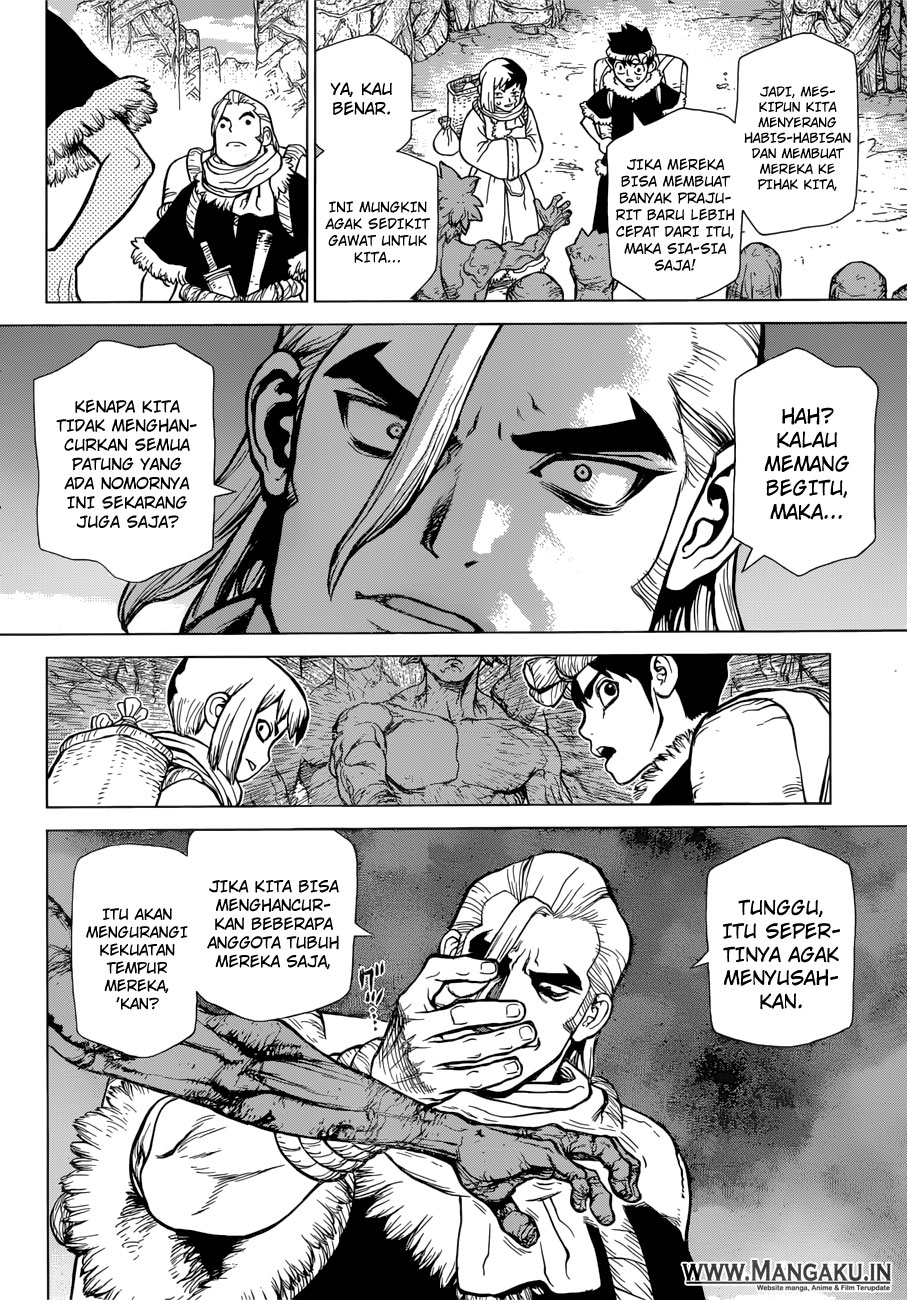 JADI, MES-
KIPUN KITA
MENYERANG
HABIS-HABISAN
DAN MEMBUAT
MEREKA KE
PIHAK KITA,
JIKA MEREKA
BISA MEMBUAT
BANYAK PRAJU-
RIT BARU LEBIH
CEPAT DARI ITU,
MAKA SIA-SIA
SAJA!
YA, KAU
BENAR.
INI MUNGKIN
AGAK SEDIKIT
GAWAT UNTUK
KITA...
HAH?
KALAU
MEMANG
BEGITU,
MAKA...
KENAPA KITA
TIDAK MENGHAN-
CURKAN SEMUA
PATUNG YANG
ADA NOMORNYA
INI SEKARANG
JUGA SAJA?
TUNGGU,
ITU SEPER-
TINYA AGAK
MENYUSAH-
KAN.
JIKA KITA BISA
MENGHANCUR-
KAN BEBERAPA
ANGGOTA TUBUH
MEREKA SAJA,
ITU AKAN
MENGURANGI
KEKUATAN
TEMPUR
MEREKA,
'KAN?
グッ…
WWW.MANGAKU.IN
Website manga, Anime & Film Terupdate